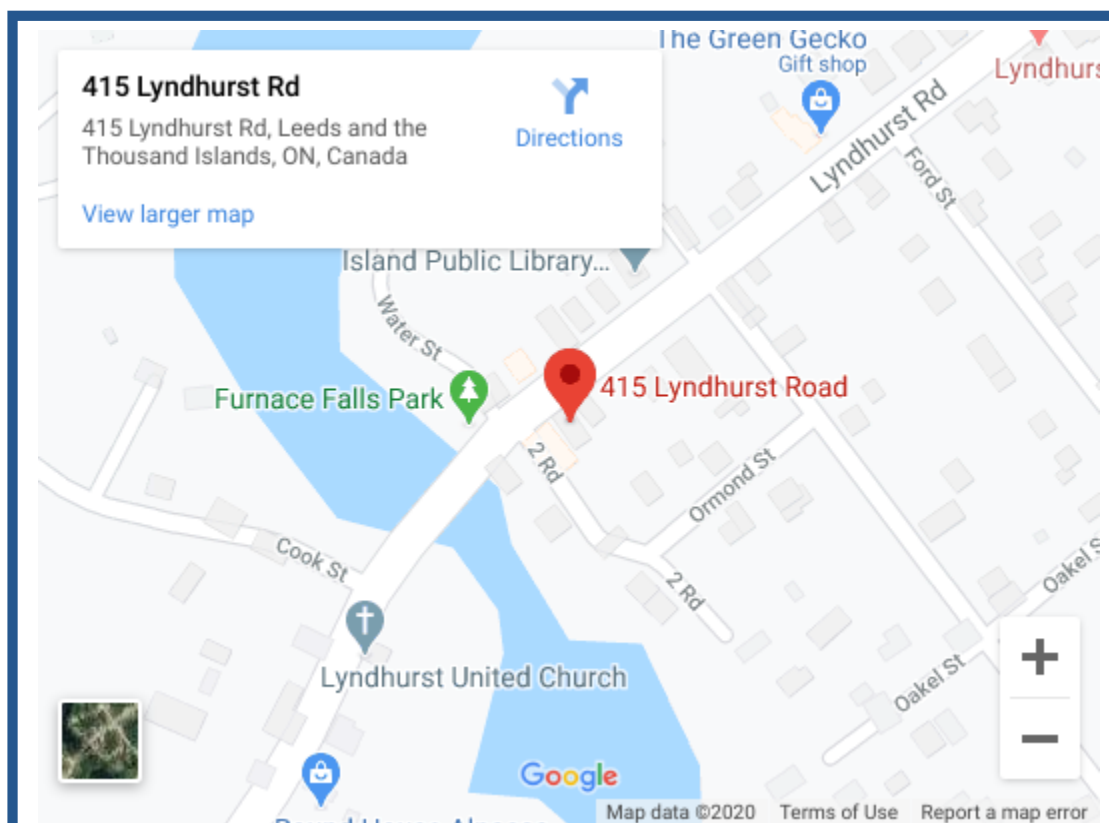 415 Lyndhurst Rd
415 Lyndhurst Rd, Leeds and the
Thousand Islands, ON, Canada
Directions
View larger map
The Green Gecko
Gift shop
Lyndhurs
Lyndhurst Rd
Ford St
Island Public Library...
Water St
Furnace Falls Park
415 Lyndhurst Road
2 Rd
Ormond St
Cook St
2 Rd
Oakel S
Lyndhurst United Church
Oakel St
+
−
Google
Map data ©2020
Terms of Use
Report a map error